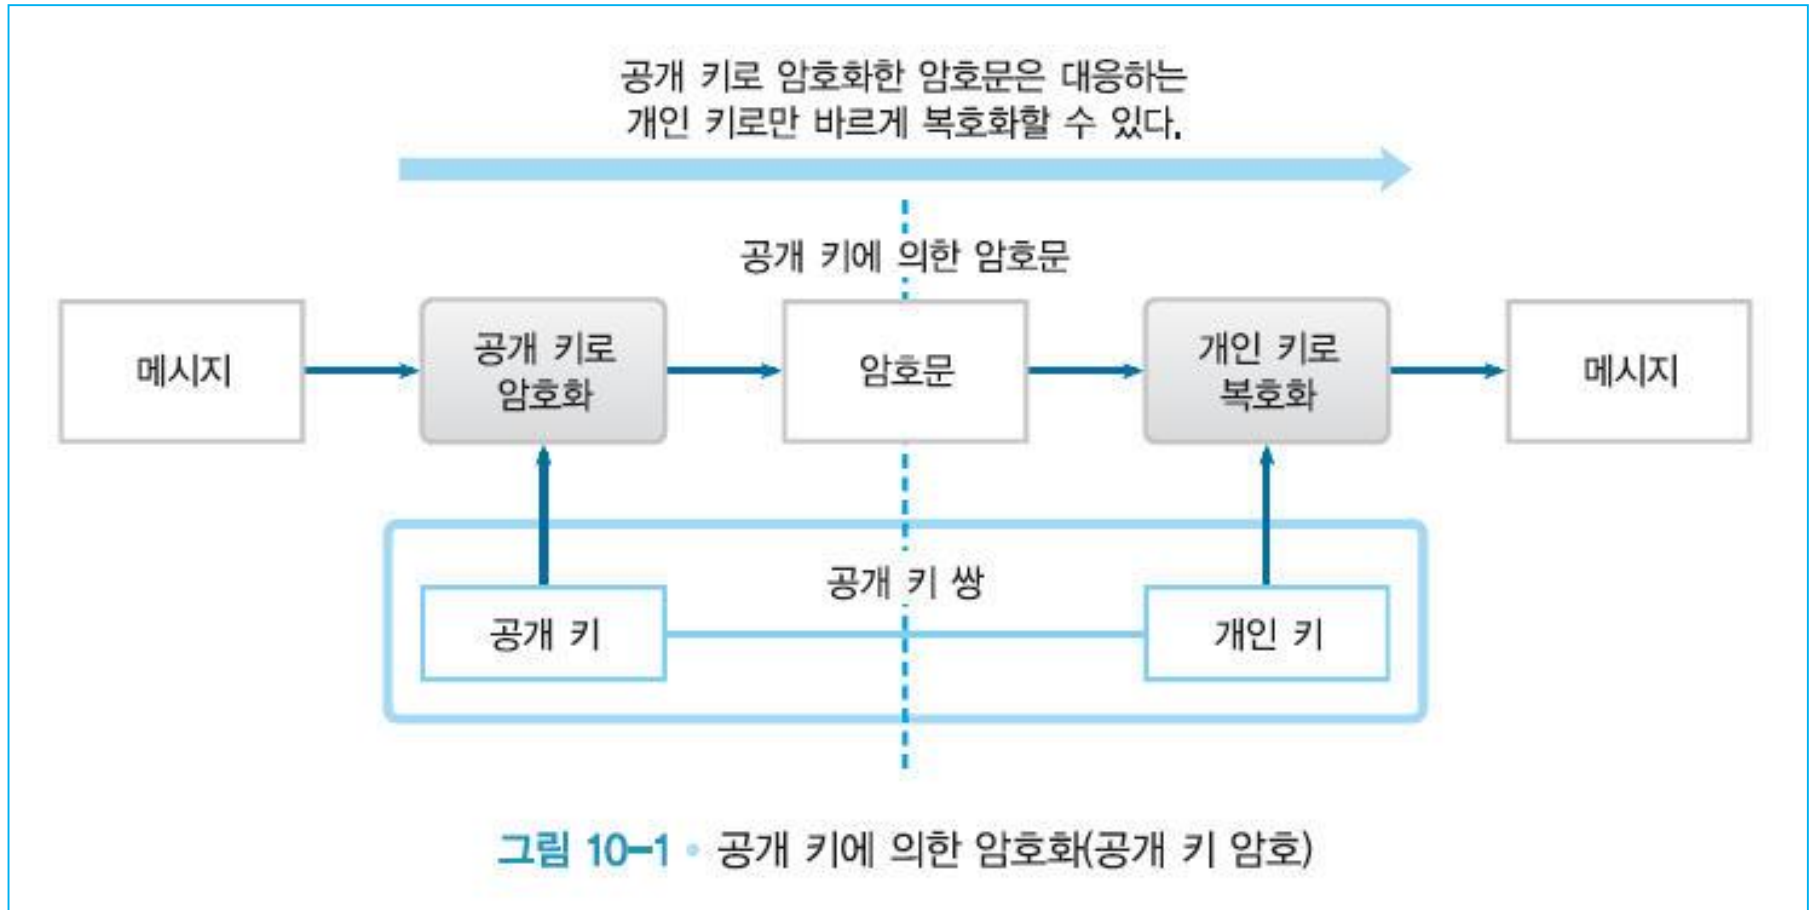 공개 키로 암호화한 암호문은 대응하는
개인 키로만 바르게 복호화할 수 있다.
공개 키에 의한 암호문
메시지
공개 키로
암호화
암호문
개인 키로
복호화
메시지
공개 키 쌍
공개 키
개인 키
그림 10-1 • 공개 키에 의한 암호화(공개 키 암호)